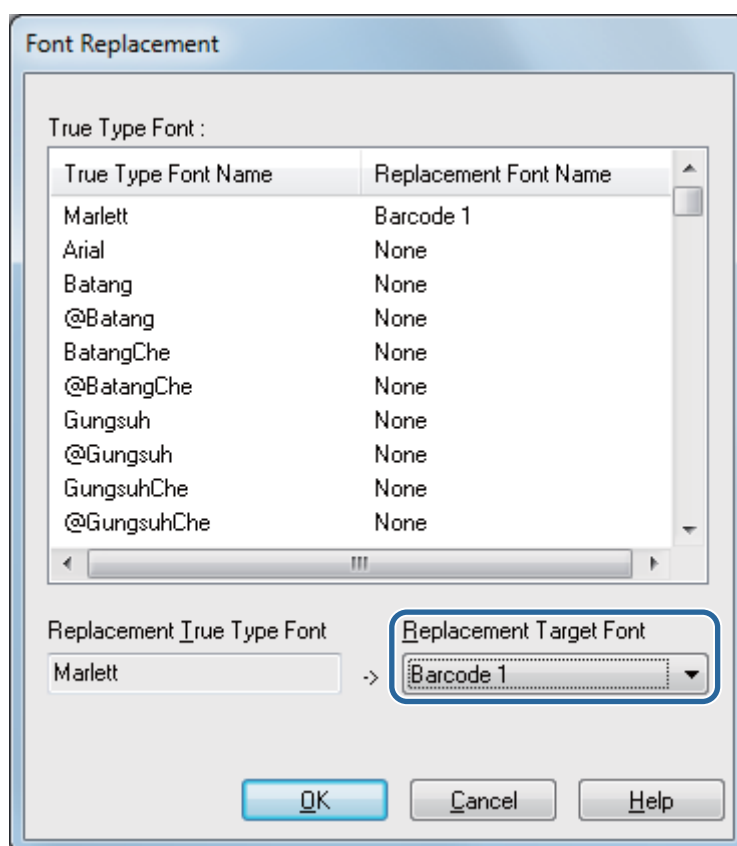 Font Replacement
True Type Font :
True Type Font Name Replacement Font Name
Marlett Barcode 1
Arial None
Batang None
@Batang None
BatangChe None
@BatangChe None
Gungsuh None
@Gungsuh None
GungsuhChe None
@GungsuhChe None
Replacement True Type Font Replacement Target Font
Marlett -> Barcode 1
OK Cancel Help